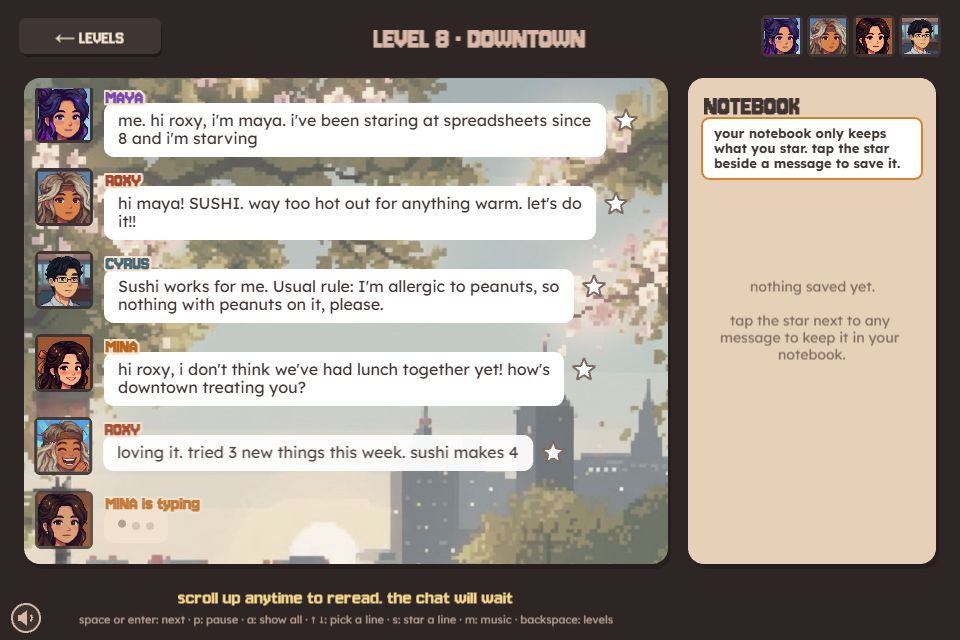 ← LEVELS
LEVEL 8 · DOWNTOWN
MAYA
me. hi roxy, i'm maya. i've been staring at spreadsheets since
8 and i'm starving
ROXY
hi maya! SUSHI. way too hot out for anything warm. let's do
it!!
CYRUS
Sushi works for me. Usual rule: I'm allergic to peanuts, so
nothing with peanuts on it, please.
MINA
hi roxy, i don't think we've had lunch together yet! how's
downtown treating you?
ROXY
loving it. tried 3 new things this week. sushi makes 4
MINA is typing
NOTEBOOK
your notebook only keeps
what you star. tap the star
beside a message to save it.
nothing saved yet.
tap the star next to any
message to keep it in your
notebook.
scroll up anytime to reread. the chat will wait
space or enter: next · p: pause · a: show all · ↑ ↓: pick a line · s: star a line · m: music · backspace: levels